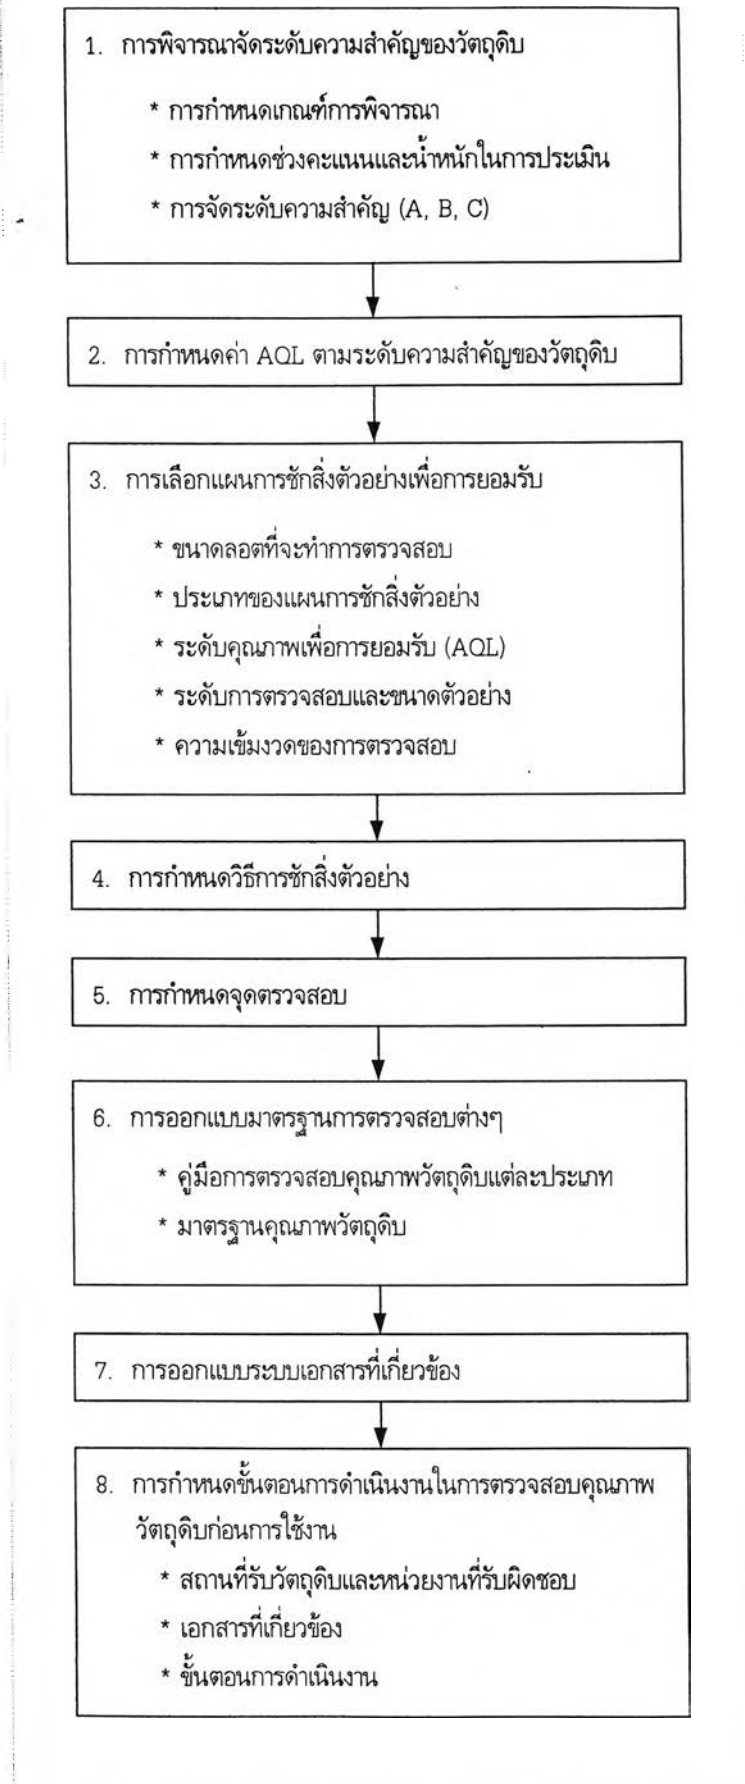 1. การพิจารณาจัดระดับความสำคัญของวัตถุดิบ
* การกำหนดเกณฑ์การพิจารณา
* การกำหนดช่วงคะแนนและน้ำหนักในการประเมิน
* การจัดระดับความสำคัญ (A, B, C)
2. การกำหนดค่า AQL ตามระดับความสำคัญของวัตถุดิบ
3. การเลือกแผนการชักสิ่งตัวอย่างเพื่อการยอมรับ
* ขนาดลอตที่จะทำการตรวจสอบ
* ประเภทของแผนการชักสิ่งตัวอย่าง
* ระดับคุณภาพเพื่อการยอมรับ (AQL)
* ระดับการตรวจสอบและขนาดตัวอย่าง
* ความเข้มงวดของการตรวจสอบ
4. การกำหนดวิธีการชักสิ่งตัวอย่าง
5. การกำหนดจุดตรวจสอบ
6. การออกแบบมาตรฐานการตรวจสอบต่างๆ
* คู่มือการตรวจสอบคุณภาพวัตถุดิบแต่ละประเภท
* มาตรฐานคุณภาพวัตถุดิบ
7. การออกแบบระบบเอกสารที่เกี่ยวข้อง
8. การกำหนดขั้นตอนการดำเนินงานในการตรวจสอบคุณภาพ
วัตถุดิบก่อนการใช้งาน
* สถานที่รับวัตถุดิบและหน่วยงานที่รับผิดชอบ
* เอกสารที่เกี่ยวข้อง
* ขั้นตอนการดำเนินงาน